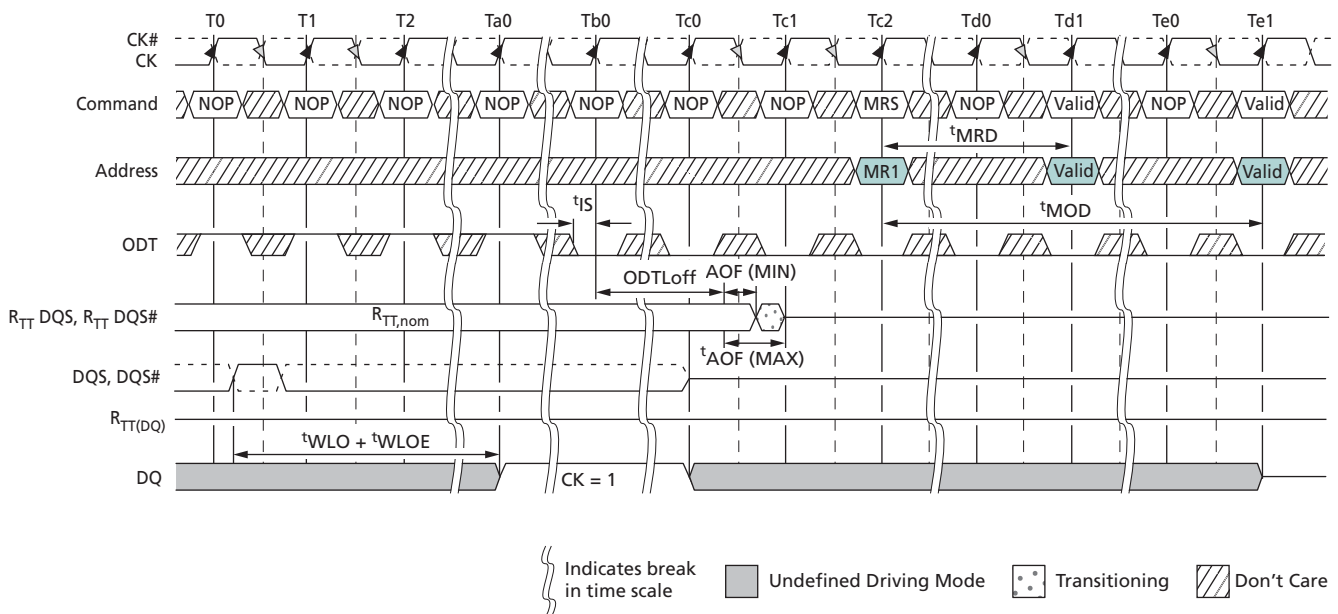 T0 T1 T2 Ta0 Tb0 Tc0 Tc1 Tc2 Td0 Td1 Te0 Te1
CK#
CK
Command NOP NOP NOP NOP NOP NOP NOP MRS NOP Valid NOP Valid
tMRD
Address MR1 Valid Valid
tIS
tMOD
ODT
ODTLoff AOF (MIN)
RTT DQS, RTT DQS# RTT,nom
tAOF (MAX)
DQS, DQS#
RTT(DQ)
tWLO + tWLOE
DQ CK = 1
Indicates break
in time scale
Undefined Driving Mode
Transitioning
Don't Care